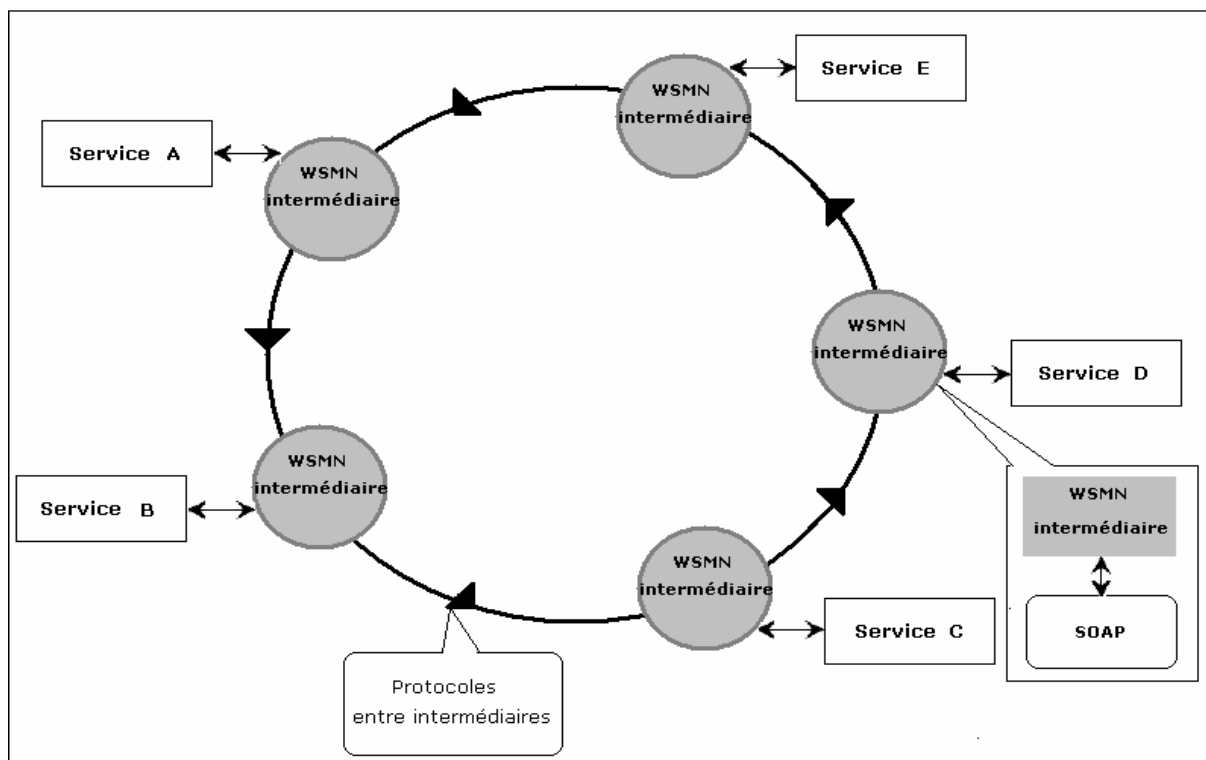 WSMN
intermédiaire
Service E
Service A
WSMN
intermédiaire
WSMN
intermédiaire
Service D
WSMN
intermédiaire
Service B
WSMN
intermédiaire
Service C
WSMN
intermédiaire
SOAP
Protocoles
entre intermédiaires